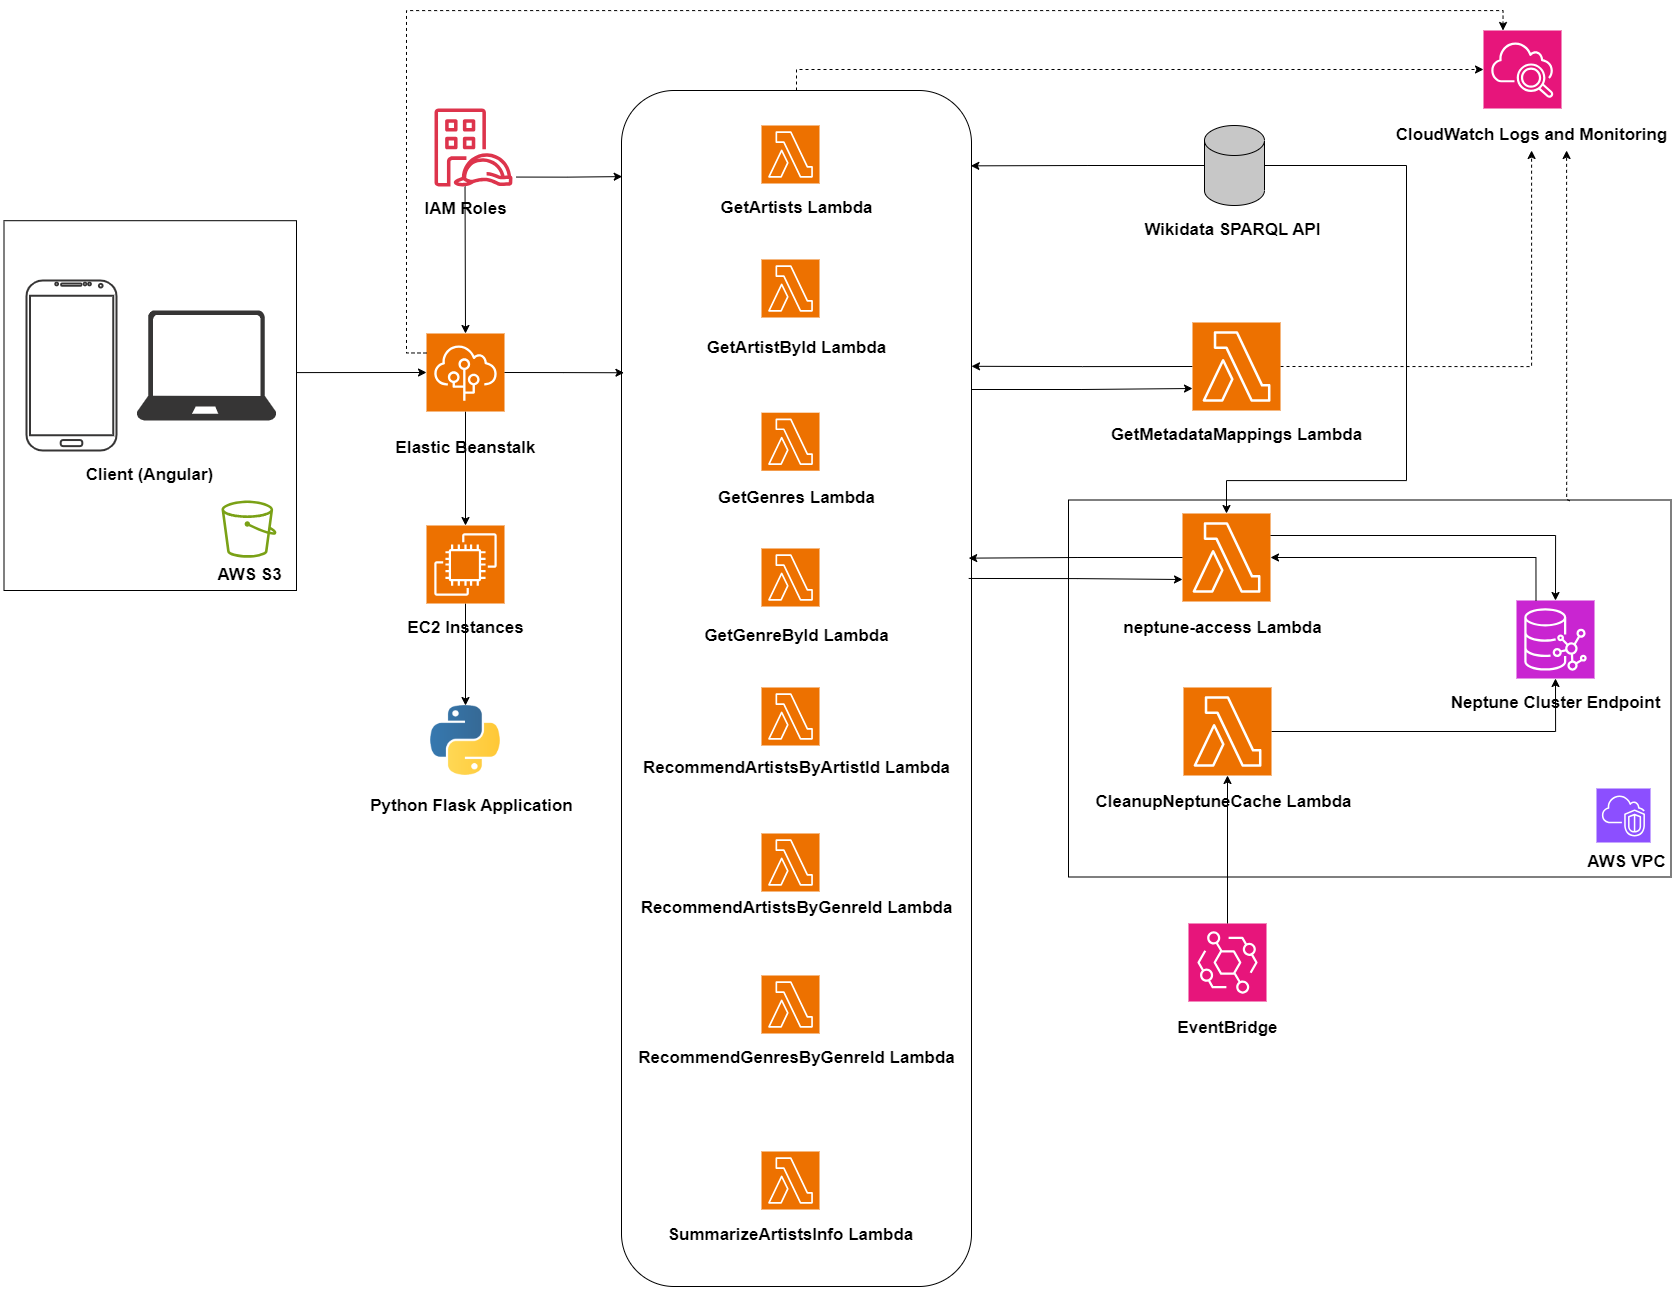 CloudWatch Logs and Monitoring
IAM Roles
GetArtists Lambda
Wikidata SPARQL API
GetArtistById Lambda
GetMetadataMappings Lambda
Elastic Beanstalk
Client (Angular)
GetGenres Lambda
AWS S3
EC2 Instances
GetGenreById Lambda
neptune-access Lambda
Neptune Cluster Endpoint
RecommendArtistsByArtistId Lambda
Python Flask Application
CleanupNeptuneCache Lambda
AWS VPC
RecommendArtistsByGenreId Lambda
EventBridge
RecommendGenresByGenreId Lambda
SummarizeArtistsInfo Lambda